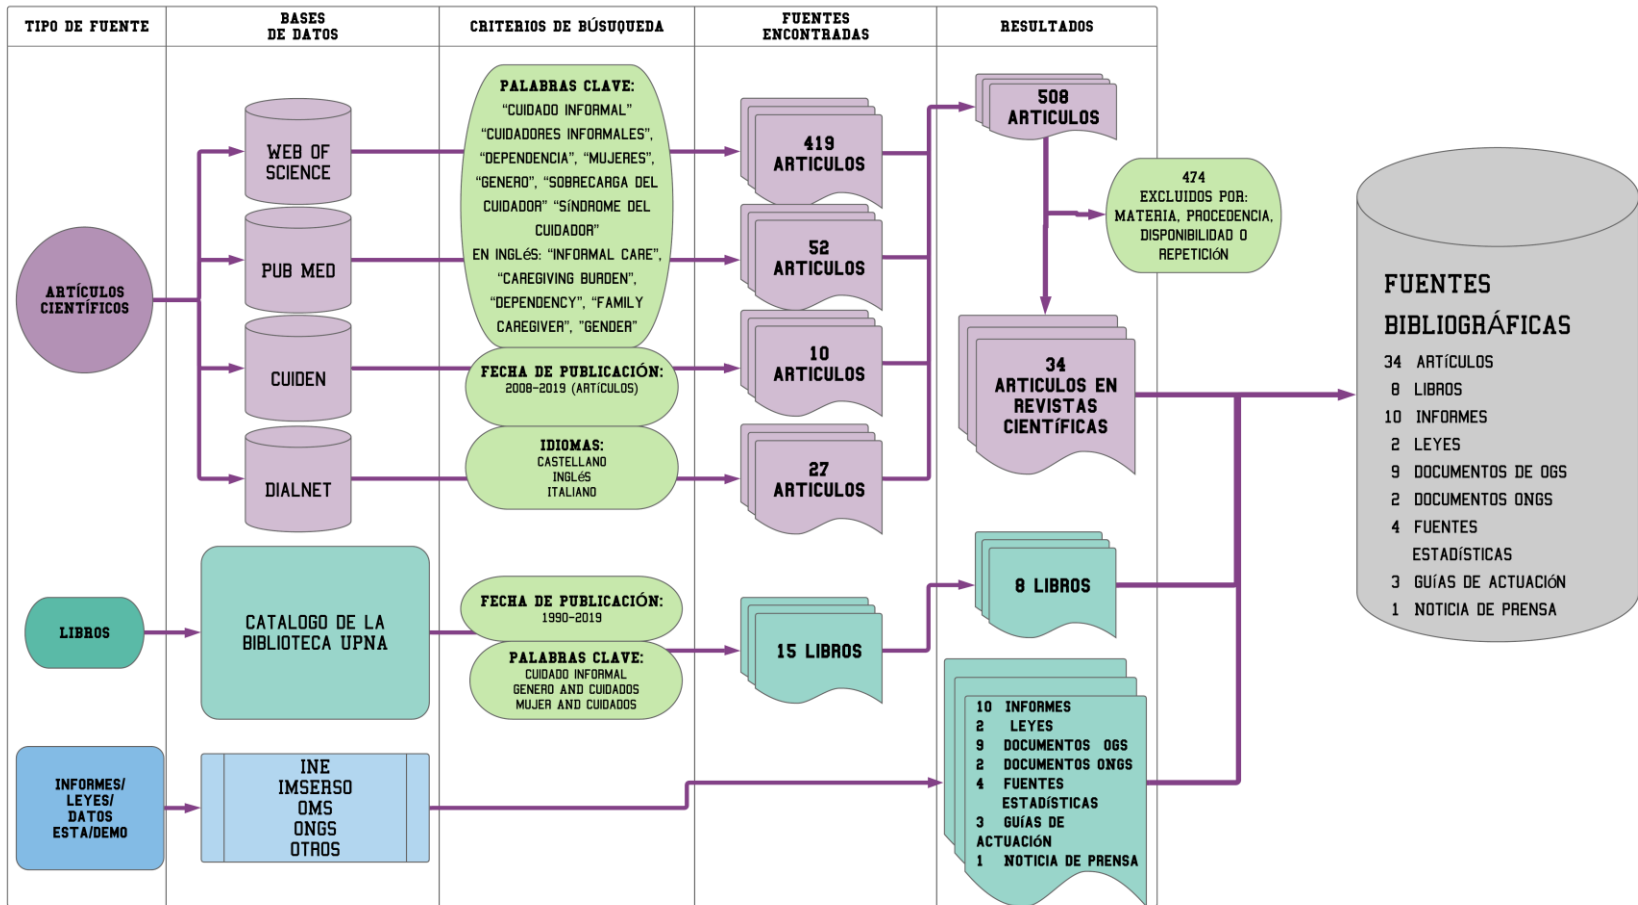 TIPO DE FUENTE
BASES
DE DATOS
CRITERIOS DE BÚSUQEDA
FUENTES
ENCONTRADAS
RESULTADOS
ARTÍCULOS
CIENTÍFICOS
WEB OF
SCIENCE
PUB MED
CUIDEN
DIALNET
PALABRAS CLAVE:
"CUIDADO INFORMAL"
"CUIDADORES INFORMALES",
"DEPENDENCIA", "MUJERES",
"GENERO", "SOBRECARGA DEL
CUIDADOR" "SÍNDROME DEL
CUIDADOR"
EN INGLÉS: "INFORMAL CARE",
"CAREGIVING BURDEN",
"DEPENDENCY", "FAMILY
CAREGIVER", "GENDER"
FECHA DE PUBLICACIÓN:
2008-2019 (ARTÍCULOS)
IDIOMAS:
CASTELLANO
INGLÉS
ITALIANO
419
ARTICULOS
52
ARTICULOS
10
ARTICULOS
27
ARTICULOS
508
ARTICULOS
474
EXCLUIDOS POR:
MATERIA, PROCEDENCIA,
DISPONIBILIDAD O
REPETICIÓN
34
ARTICULOS EN
REVISTAS
CIENTÍFICAS
LIBROS
CATALOGO DE LA
BIBLIOTECA UPNA
FECHA DE PUBLICACIÓN:
1990-2019
PALABRAS CLAVE:
CUIDADO INFORMAL
GENERO AND CUIDADOS
MUJER AND CUIDADOS
15 LIBROS
8 LIBROS
INFORMES/
LEYES/
DATOS
ESTA/DEMO
INE
IMSERSO
OMS
ONGS
OTROS
10 INFORMES
2 LEYES
9 DOCUMENTOS OGS
2 DOCUMENTOS ONGS
4 FUENTES
ESTADÍSTICAS
3 GUÍAS DE
ACTUACIÓN
1 NOTICIA DE PRENSA
FUENTES
BIBLIOGRÁFICAS
34 ARTÍCULOS
8 LIBROS
10 INFORMES
2 LEYES
9 DOCUMENTOS DE OGS
2 DOCUMENTOS ONGS
4 FUENTES
ESTADÍSTICAS
3 GUÍAS DE ACTUACIÓN
1 NOTICIA DE PRENSA